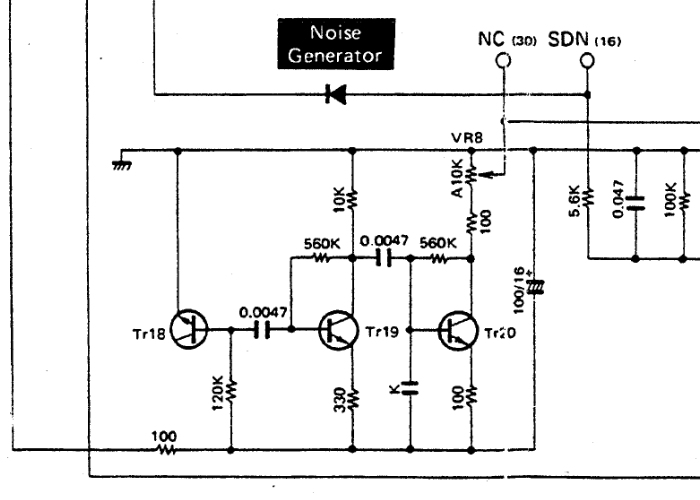 Noise
Generator
NC (30) SDN (16)
VR8
A10K
10K
100
5.6K
0.047
100K
560K
0.0047
560K
100/16
+
0.0047
Tr18
Tr19
Tr20
120K
330
K
100
100